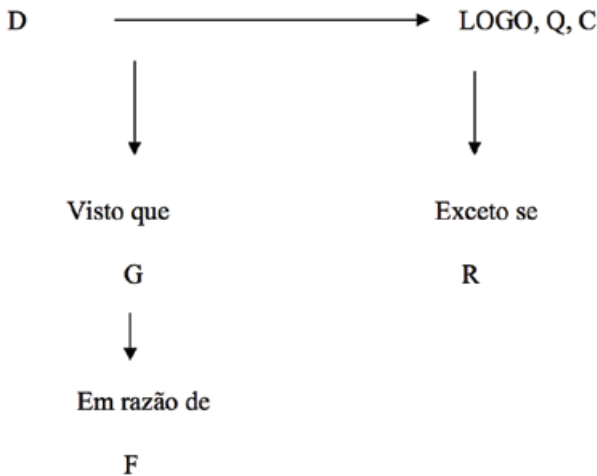 D LOGO, Q, C
Visto que Exceto se
G R
Em razão de
F